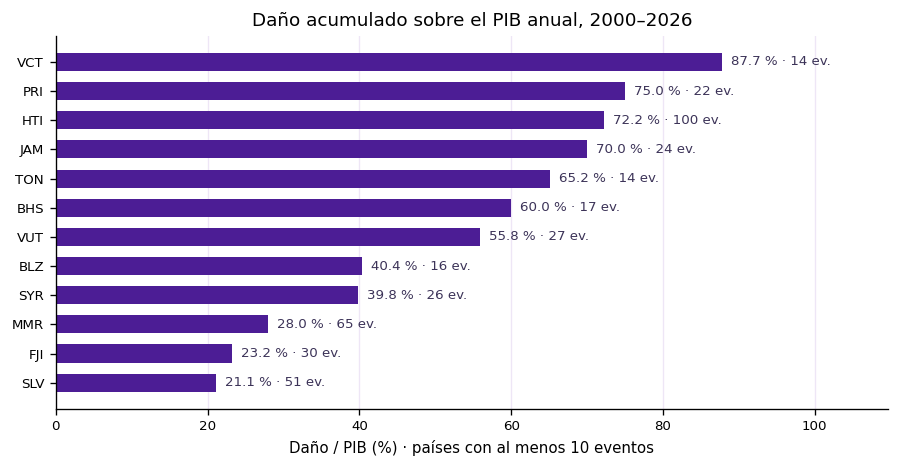 Daño acumulado sobre el PIB anual, 2000–2026
VCT 87.7 % · 14 ev.
PRI 75.0 % · 22 ev.
HTI 72.2 % · 100 ev.
JAM 70.0 % · 24 ev.
TON 65.2 % · 14 ev.
BHS 60.0 % · 17 ev.
VUT 55.8 % · 27 ev.
BLZ 40.4 % · 16 ev.
SYR 39.8 % · 26 ev.
MMR 28.0 % · 65 ev.
FJI 23.2 % · 30 ev.
SLV 21.1 % · 51 ev.
0 20 40 60 80 100
Daño / PIB (%) · países con al menos 10 eventos